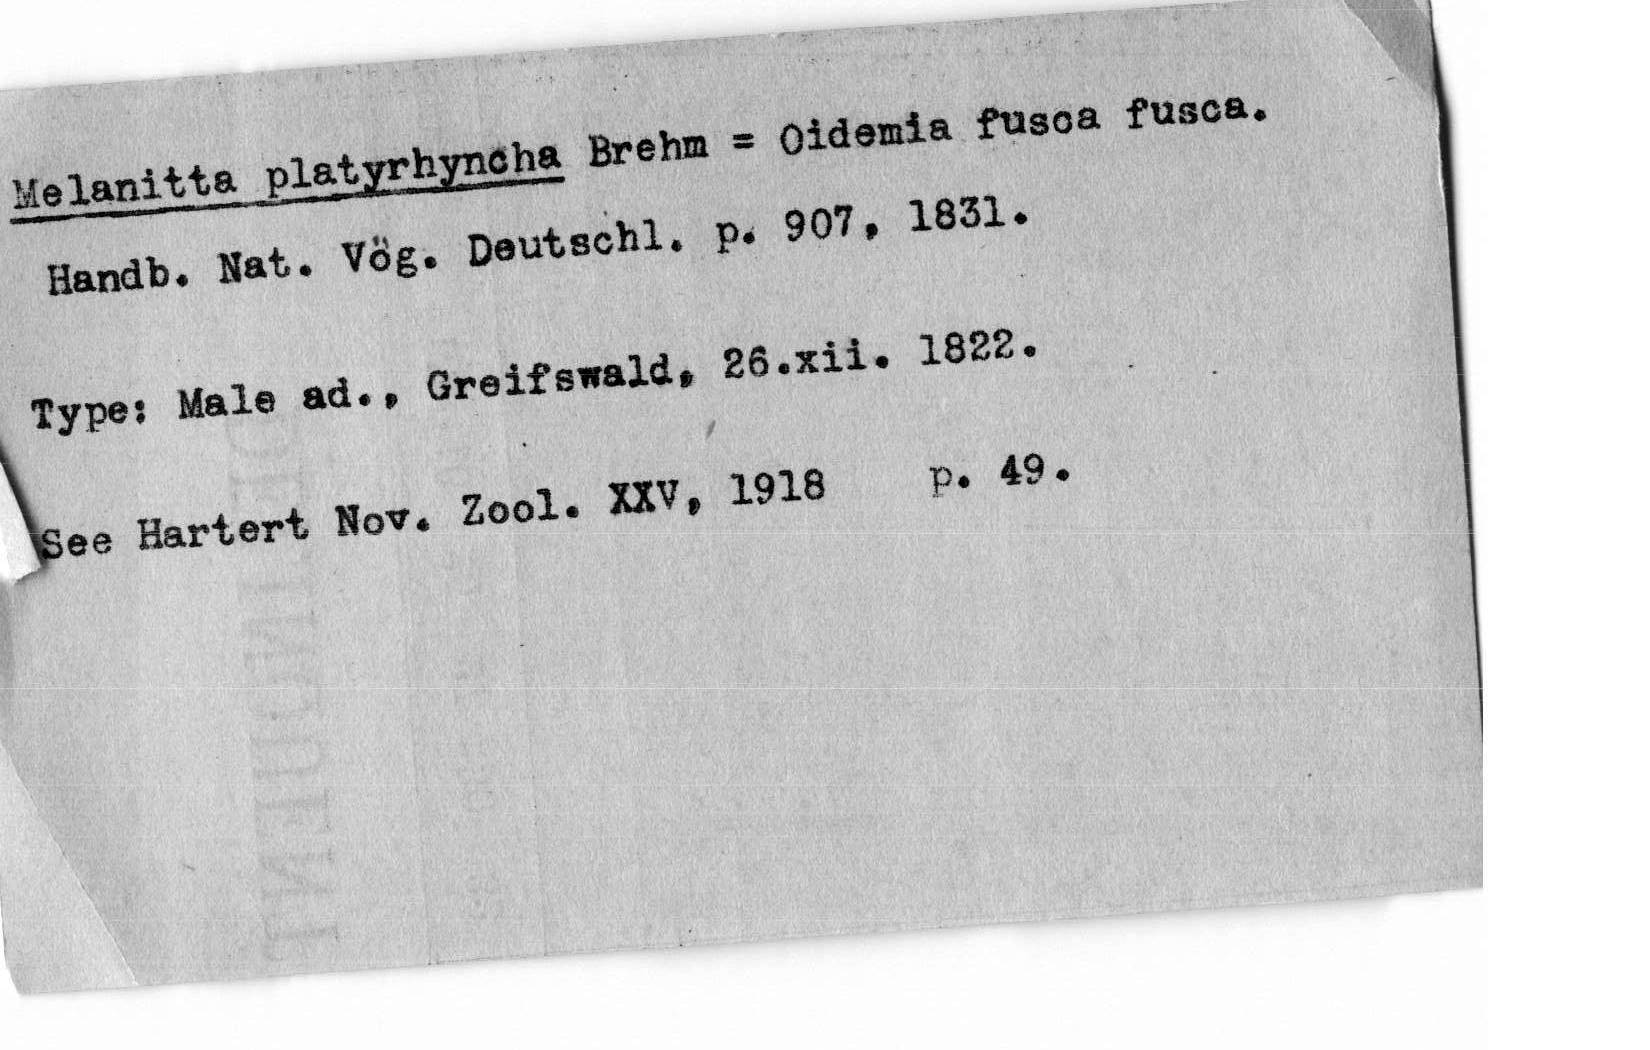 Melanitta platyrhyncha Brehm = Oidemia fusca fusca.
Handb. Nat. Vög. Deutschl. p. 907, 1831.
Type: Male ad., Greifswald, 26.xii. 1822.
See Hartert Nov. Zool. XXV, 1918 p. 49.